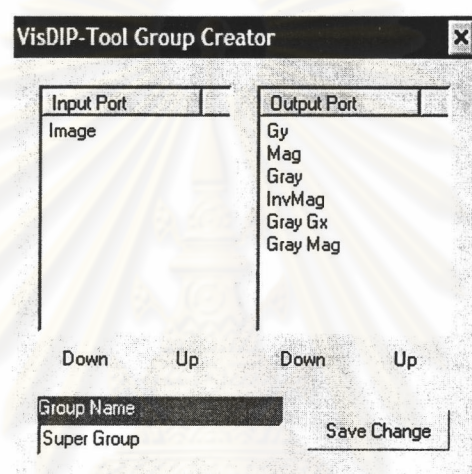 VisDIP-Tool Group Creator
Input Port
Image
Output Port
Gy
Mag
Gray
InvMag
Gray Gx
Gray Mag
Down Up Down Up
Group Name
Super Group
Save Change